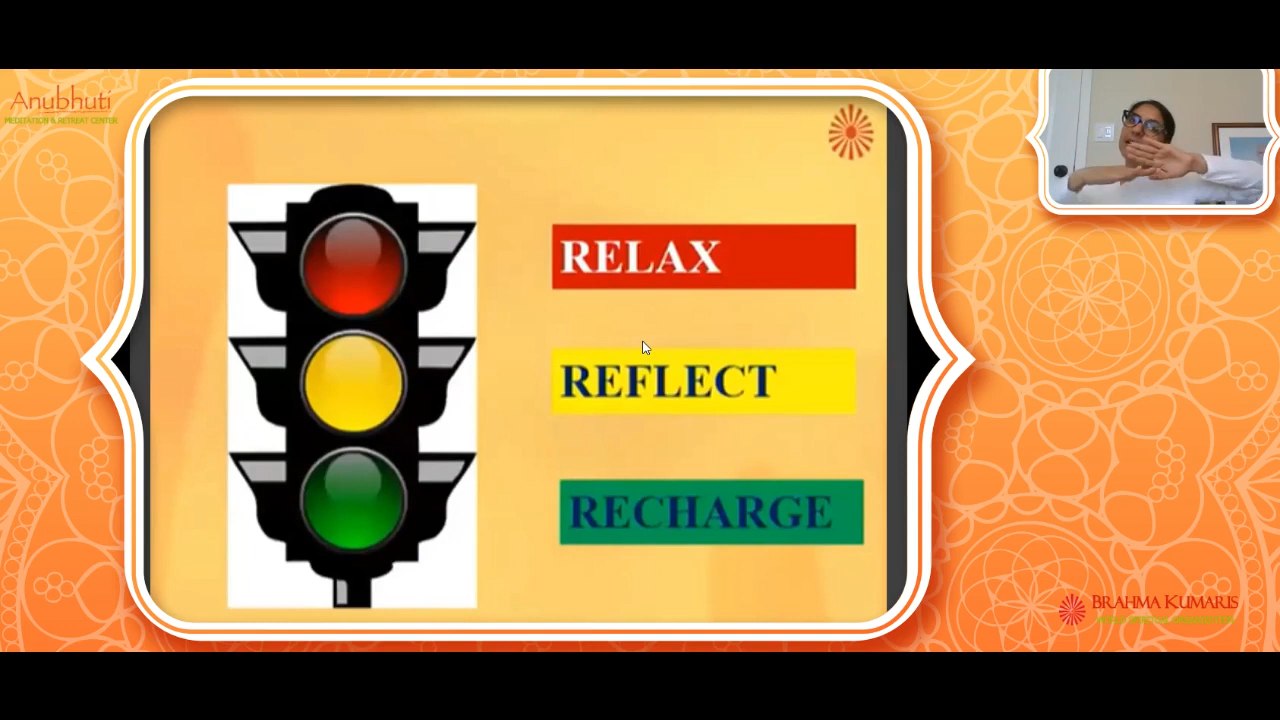 Anubhuti
MEDITATION & RETREAT CENTER
RELAX
REFLECT
RECHARGE
BRAHMA KUMARIS